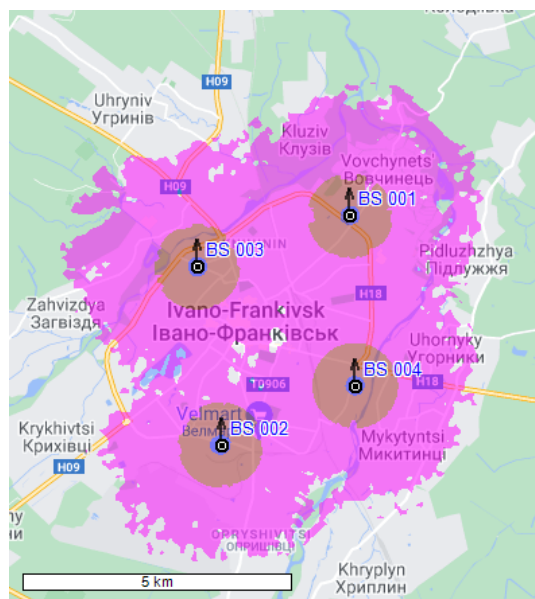 H09
Uhryniv
Угринів
Kluziv
Клузів
Vovchynets'
Вовчинець
H09
BS 001
BS 003
Pidluzhzhya
Підлужжя
H18
Zahvizdya
Загвіздя
Ivano-Frankivsk
Івано-Франківськ
Uhornyky
Угорники
T0906
BS 004
H18
Velmart
BS 002
Krykhivtsi
Крихівці
H09
Mykytyntsi
Микитинці
ни
OPRYSHIVTSI
ОПРИШІВЦІ
Khryplyn
Хриплин
5 km